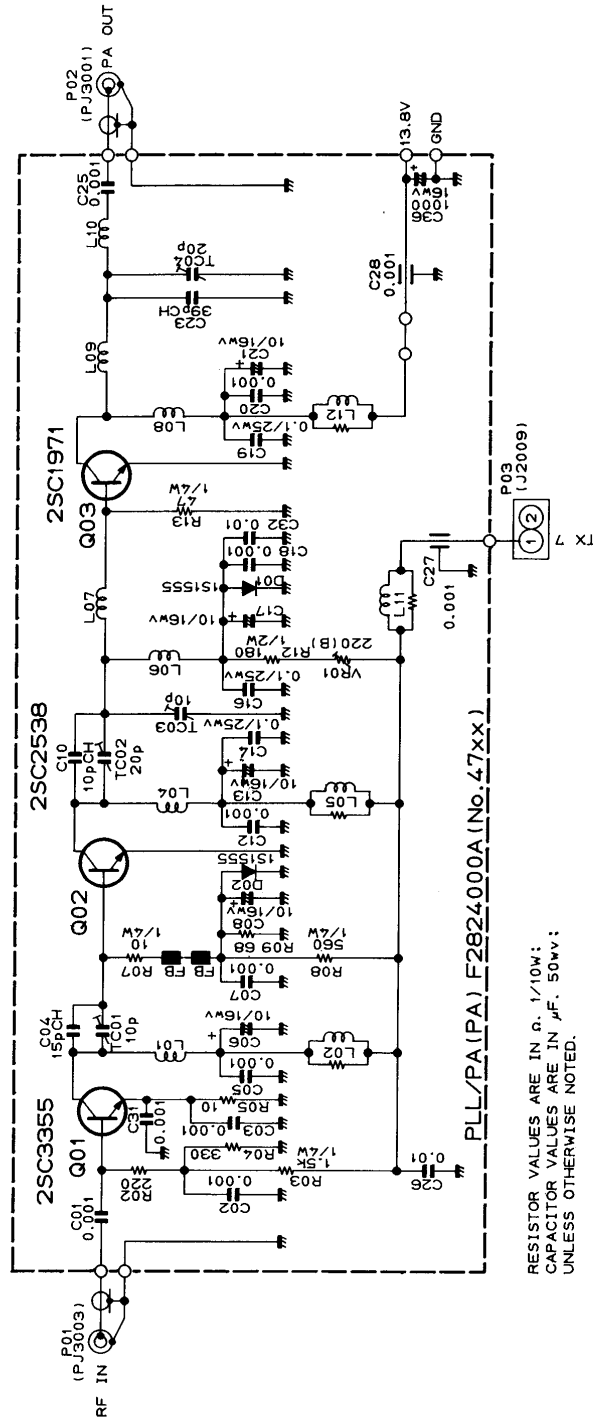 RF IN
P01
(PJ3003)
C01
0.001
2SC3355
Q01
R02
C02
0.001
R03
1.5k
1/4W
R04
330
C31
0.001
C03
0.001
R05
10
C26
0.01
C04
15pCH
TC01
10p
L01
C05
0.001
C06
10/16wv
L02
R07
10
1/4W
FB
FB
C07
0.001
R08
560
1/4W
R09 68
C08
10/16wv
D02
1S1555
Q02
2SC2538
L04
C12
0.001
C13
10/16wv
C14
0.1/25wv
L05
C10
10pCH
TC02
20p
TC03
10p
L06
C16
0.1/25wv
R12
180
1/2W
VR01
220(B)
C17
10/16wv
D01
1S1555
C18 0.001
C32 0.01
L07
R13
47
1/4W
Q03
2SC1971
L08
C19
0.1/25wv
C20
0.001
C21
10/16wv
L12
L09
C23
39pCH
TC04
20p
L10
C25
0.001
P02
(PJ3001)
PA OUT
L11
C27
0.001
P03
(J2009)
1 2
TX 7
C28
0.001
C36
1000
16wv
13.8V
GND
PLL/PA(PA) F2824000A(No.47xx)
RESISTOR VALUES ARE IN Ω. 1/10W;
CAPACITOR VALUES ARE IN µF. 50wv;
UNLESS OTHERWISE NOTED.